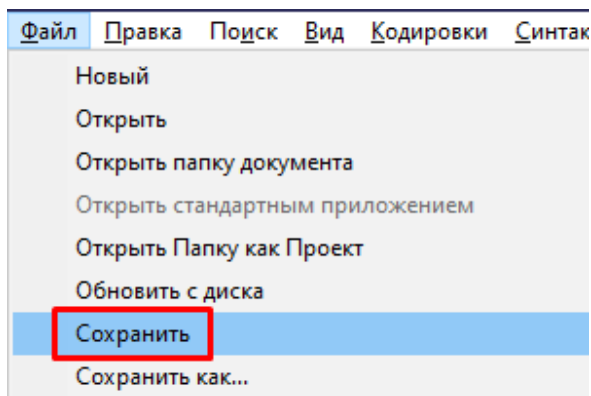 Файл Правка Поиск Вид Кодировки Синтак
Новый
Открыть
Открыть папку документа
Открыть стандартным приложением
Открыть Папку как Проект
Обновить с диска
Сохранить
Сохранить как...